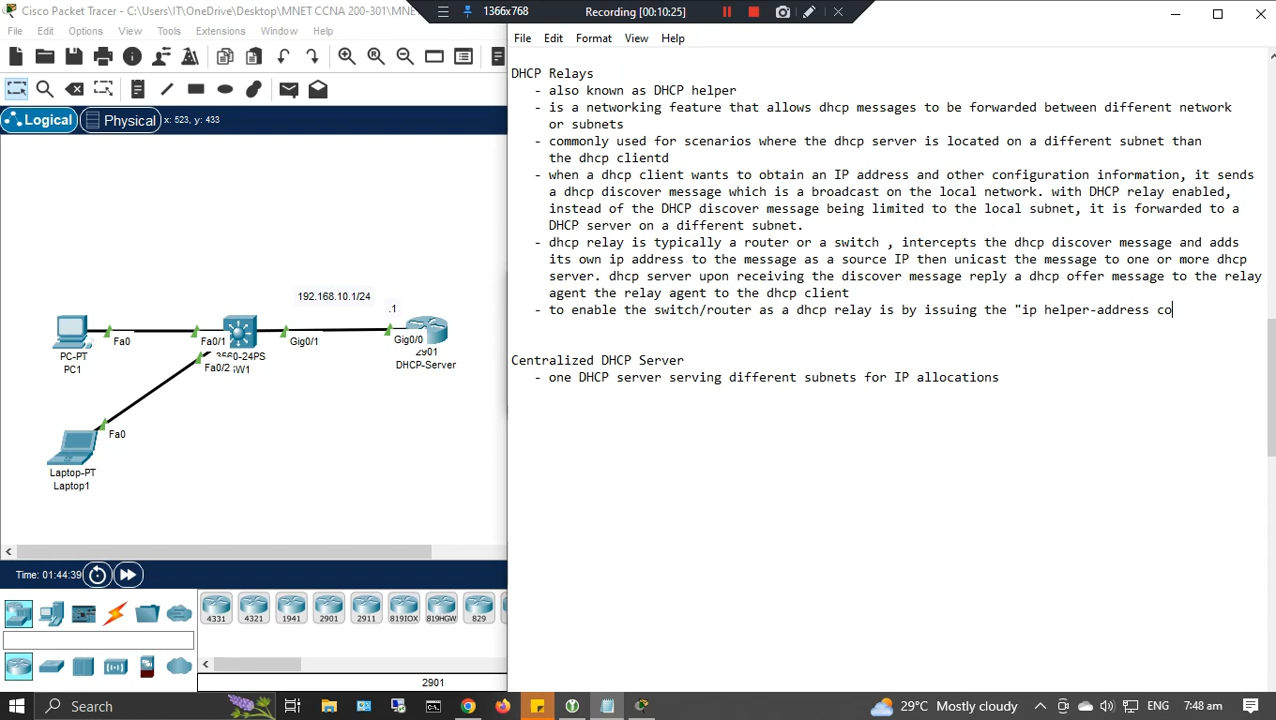 Cisco Packet Tracer - C:\Users\IT\OneDrive\Desktop\MNET CCNA 200-301\MNE
1366x768
Recording [00:10:25]
File Edit Options View Tools Extensions Window Help
File Edit Format View Help
Logical Physical x: 523, y: 433
DHCP Relays
- also known as DHCP helper
- is a networking feature that allows dhcp messages to be forwarded between different network
or subnets
- commonly used for scenarios where the dhcp server is located on a different subnet than
the dhcp clientd
- when a dhcp client wants to obtain an IP address and other configuration information, it sends
a dhcp discover message which is a broadcast on the local network. with DHCP relay enabled,
instead of the DHCP discover message being limited to the local subnet, it is forwarded to a
DHCP server on a different subnet.
- dhcp relay is typically a router or a switch , intercepts the dhcp discover message and adds
its own ip address to the message as a source IP then unicast the message to one or more dhcp
server. dhcp server upon receiving the discover message reply a dhcp offer message to the relay
agent the relay agent to the dhcp client
- to enable the switch/router as a dhcp relay is by issuing the "ip helper-address co
Centralized DHCP Server
- one DHCP server serving different subnets for IP allocations
192.168.10.1/24
.1
Fa0
Fa0/1
Gig0/1
Gig0/0
PC-PT
PC1
3560-24PS
Fa0/2
2901
DHCP-Server
Fa0
Laptop-PT
Laptop1
Time: 01:44:39
4331 4321 1941 2901 2911 819IOX 819HGW 829
2901
Search
29°C Mostly cloudy
ENG
7:48 am